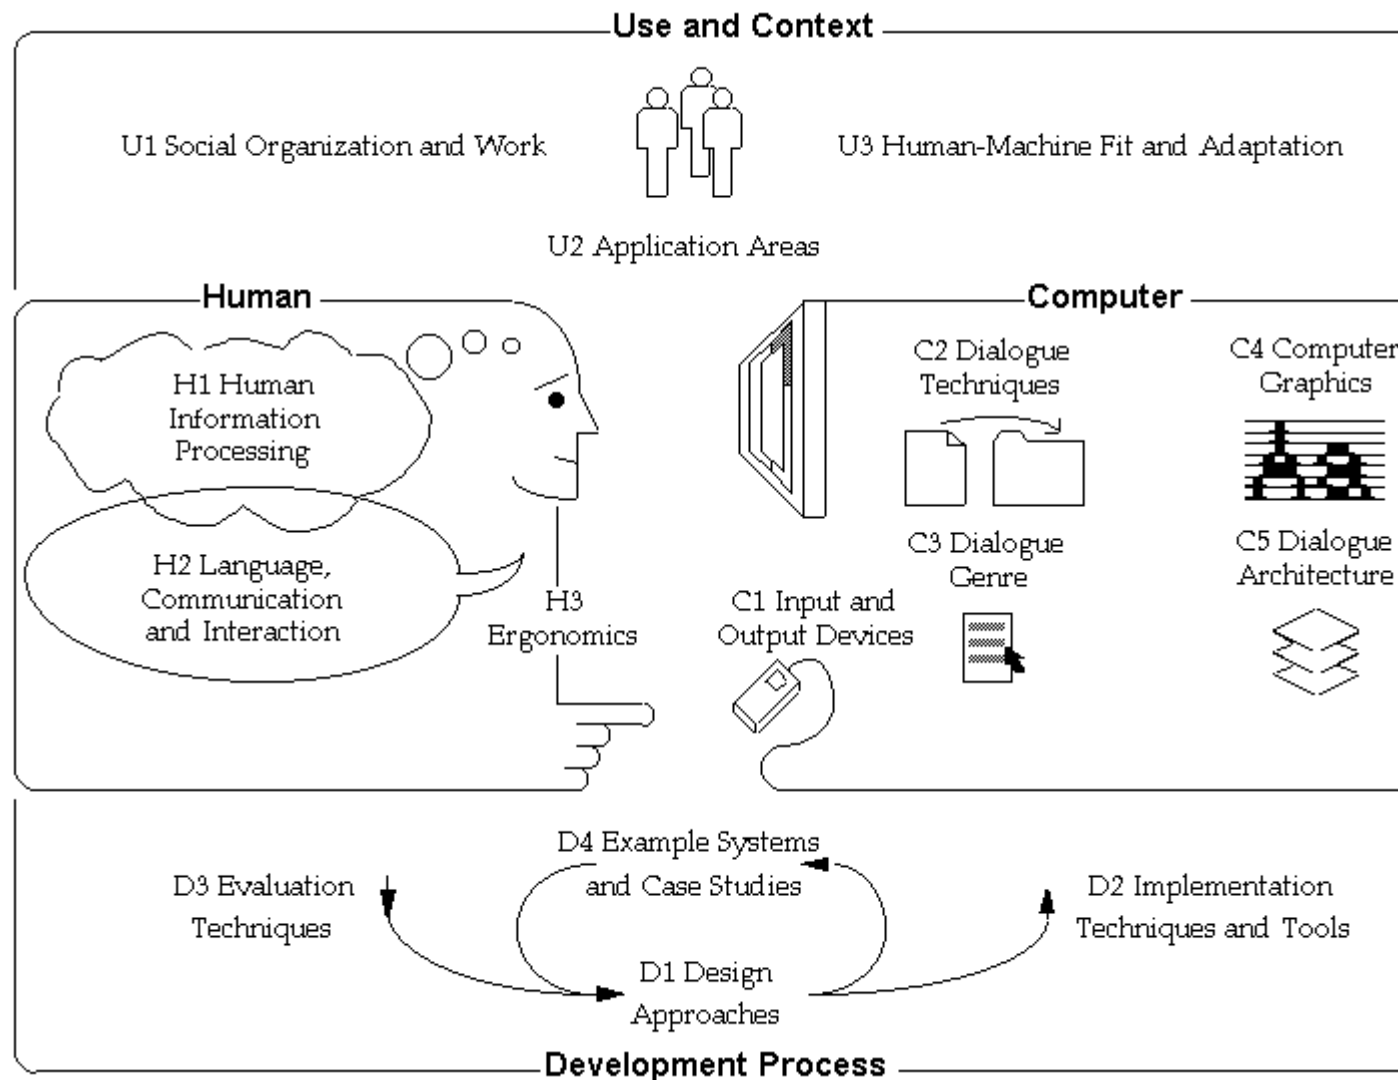 Use and Context
U1 Social Organization and Work
U3 Human-Machine Fit and Adaptation
U2 Application Areas
Human
H1 Human
Information
Processing
H2 Language,
Communication
and Interaction
H3
Ergonomics
Computer
C1 Input and
Output Devices
C2 Dialogue
Techniques
C3 Dialogue
Genre
C4 Computer
Graphics
C5 Dialogue
Architecture
D3 Evaluation
Techniques
D4 Example Systems
and Case Studies
D1 Design
Approaches
D2 Implementation
Techniques and Tools
Development Process